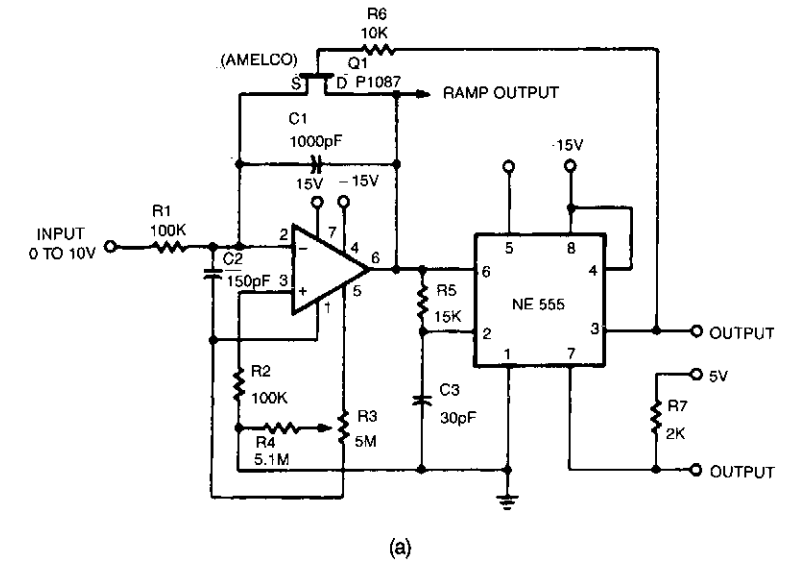 R6
10K
(AMELCO)
Q1
S
D
P1087
RAMP OUTPUT
C1
1000pF
15V
−15V
-15V
R1
100K
INPUT
0 TO 10V
2
7
4
5
8
−
6
C2
150pF
3
+
5
1
6
R5
15K
4
NE 555
2
3
OUTPUT
1
7
5V
R2
100K
C3
30pF
R7
2K
R3
5M
R4
5.1M
OUTPUT
(a)